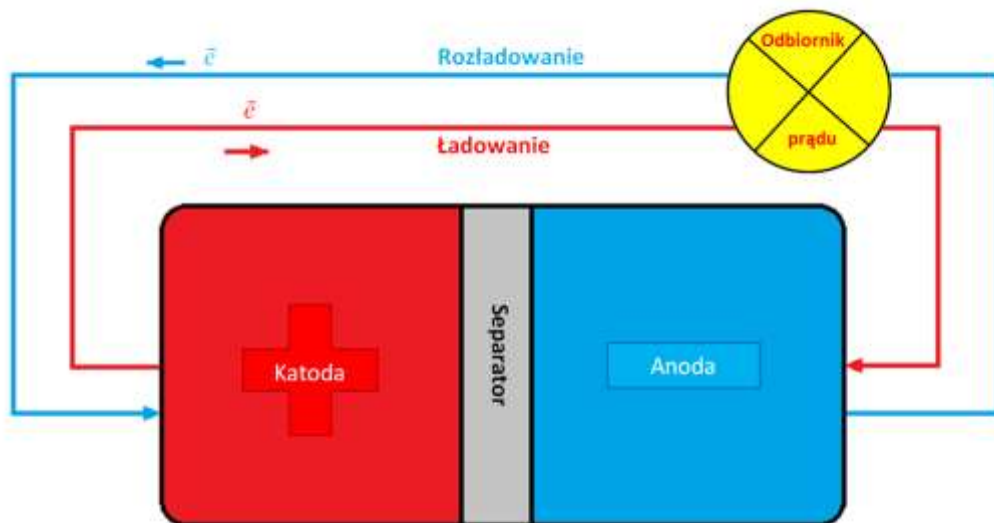 ē
Rozładowanie
Odbiornik
ē
Ładowanie
prądu
Katoda
Separator
Anoda